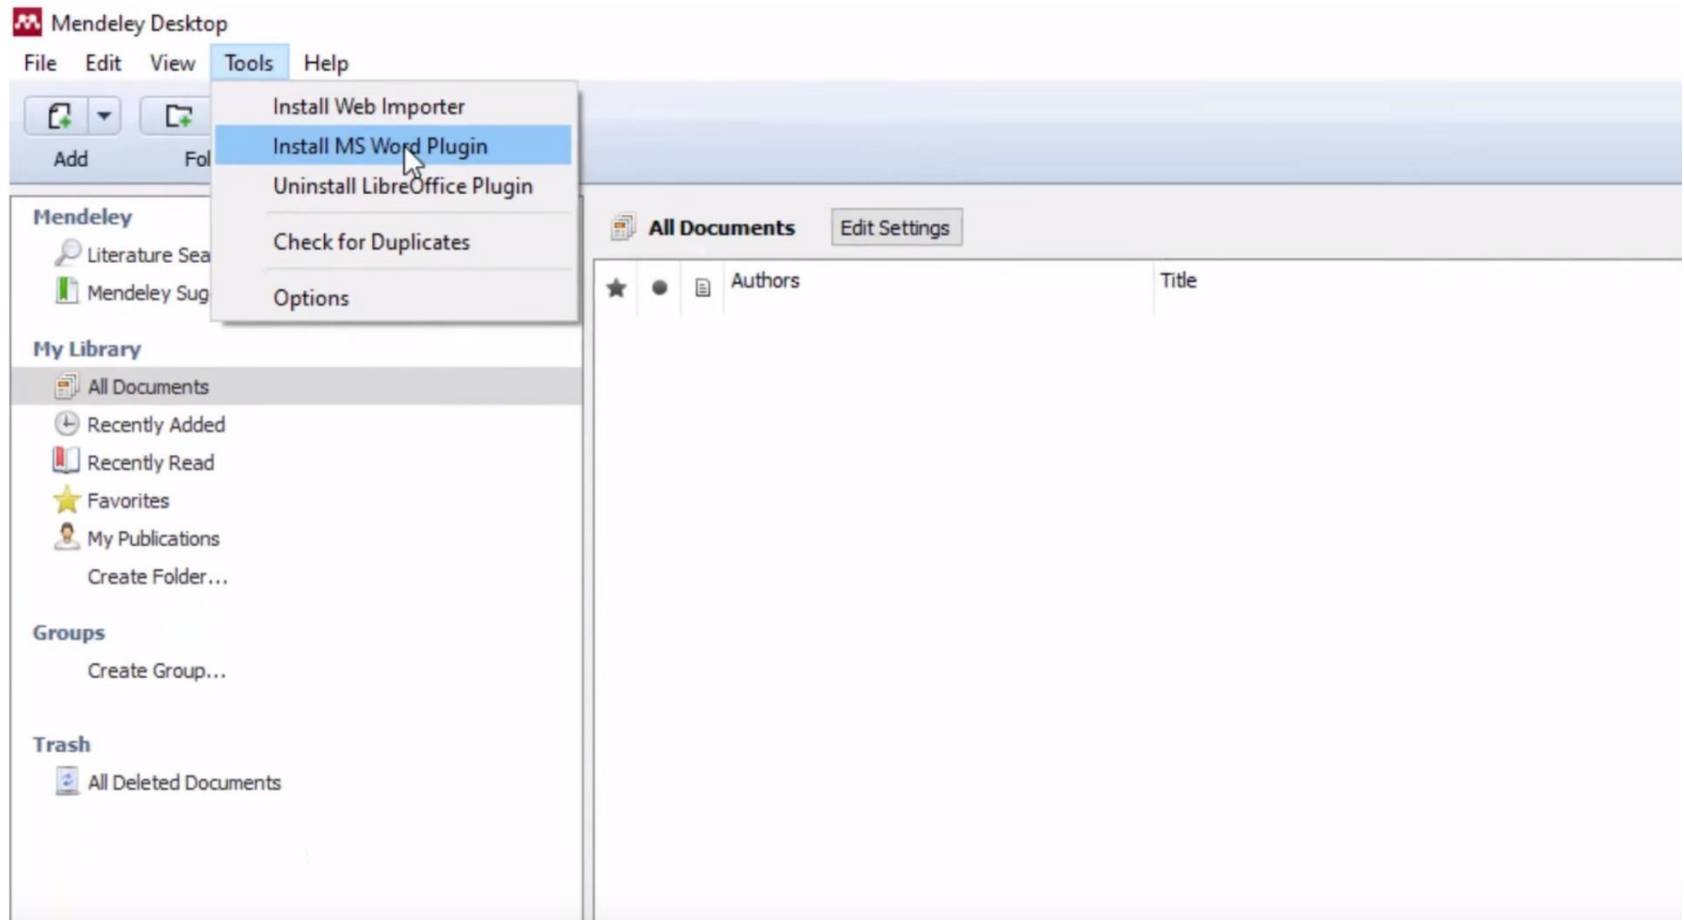 Mendeley Desktop
File Edit View Tools Help
Install Web Importer
Install MS Word Plugin
Uninstall LibreOffice Plugin
Check for Duplicates
Options
Add
Mendeley
Literature
Mendeley
My Library
All Documents
Recently Added
Recently Read
Favorites
My Publications
Create Folder...
Groups
Create Group...
Trash
All Deleted Documents
All Documents Edit Settings
Authors Title